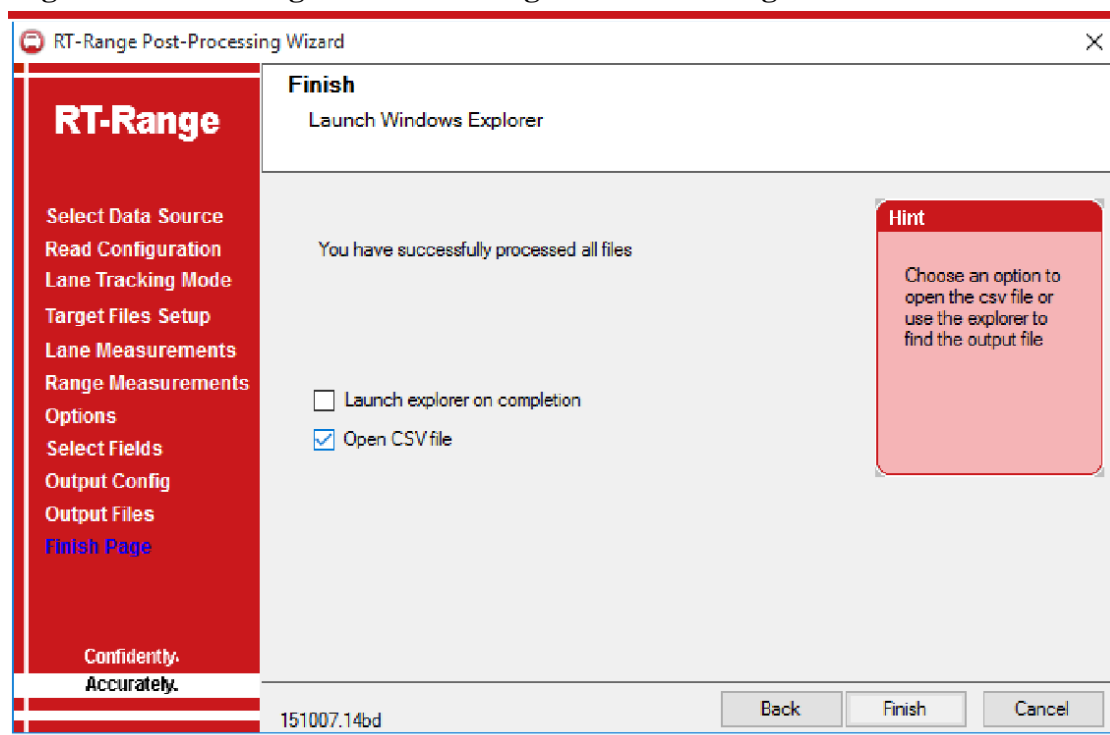 RT-Range Post-Processing Wizard
Finish
Launch Windows Explorer
RT-Range
Select Data Source
Read Configuration
Lane Tracking Mode
Target Files Setup
Lane Measurements
Range Measurements
Options
Select Fields
Output Config
Output Files
Finish Page
Confidently.
Accurately.
You have successfully processed all files
Launch explorer on completion
Open CSV file
Hint
Choose an option to
open the csv file or
use the explorer to
find the output file
151007.14bd
Back
Finish
Cancel